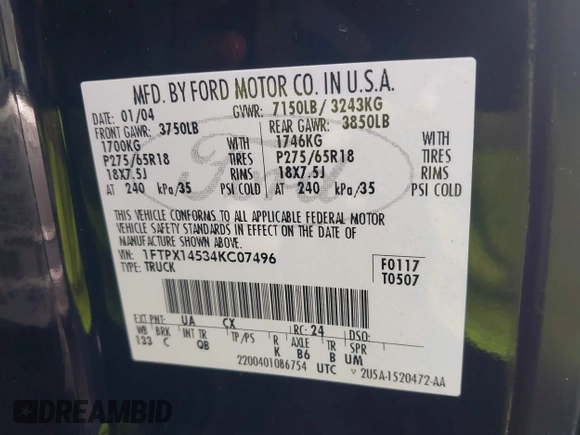 MFD. BY FORD MOTOR CO. IN U.S.A.
DATE: 01/04 GVWR: 7150LB / 3243KG
FRONT GAWR: 3750LB REAR GAWR: 3850LB
1700KG WITH 1746KG WITH
P275/65R18 TIRES P275/65R18 TIRES
18X7.5J RIMS 18X7.5J RIMS
AT 240 kPa/35 PSI COLD AT 240 kPa/35 PSI COLD
THIS VEHICLE CONFORMS TO ALL APPLICABLE FEDERAL MOTOR
VEHICLE SAFETY STANDARDS IN EFFECT ON THE DATE OF
MANUFACTURE SHOWN ABOVE.
VIN: 1FTPX14534KC07496 F0117
TYPE: TRUCK T0507
UA CX RC: 24 DSO:
WB BRK INT TR TP/PS R AXLE TR SPR
133 C QB K B6 B UM
2200401086754 UTC ▽ 2U5A-1520472-AA
Ford
DREAMBID